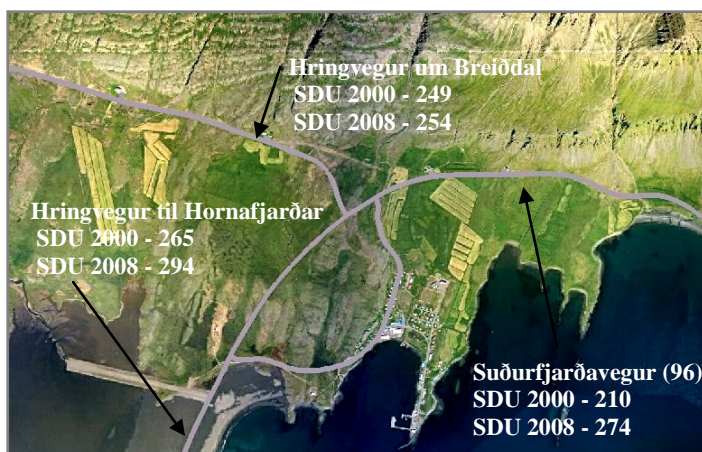 Hringvegur um Breiðdal
SDU 2000 - 249
SDU 2008 - 254
Hringvegur til Hornafjarðar
SDU 2000 - 265
SDU 2008 - 294
Suðurfjarðavegur (96)
SDU 2000 - 210
SDU 2008 - 274